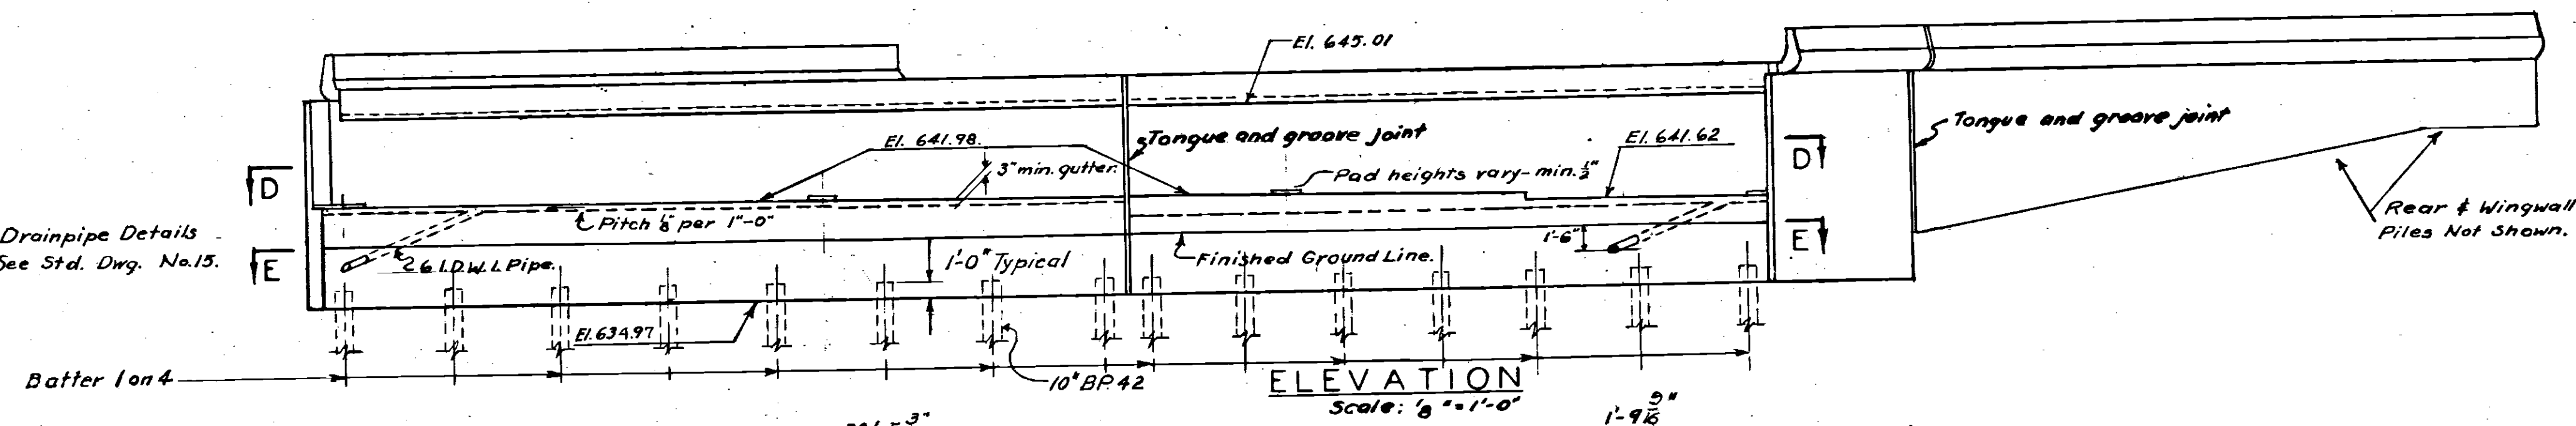 El. 645.01
El. 641.98.
Tongue and groove joint
El. 641.62
Tongue and groove joint
D
D
3" min. gutter.
Pad heights vary- min. ½"
Pitch ⅛ per 1"-0"
Drainpipe Details
See Std. Dwg. No.15.
Rear & Wingwall
Piles Not Shown.
E
E
1'-6"
I.D.W.I. Pipe.
1'-0" Typical
Finished Ground Line.
El. 634.97
Batter 1 on 4
10" BP. 42
ELEVATION
Scale: ⅛" = 1'-0"
1'-9 9/16"